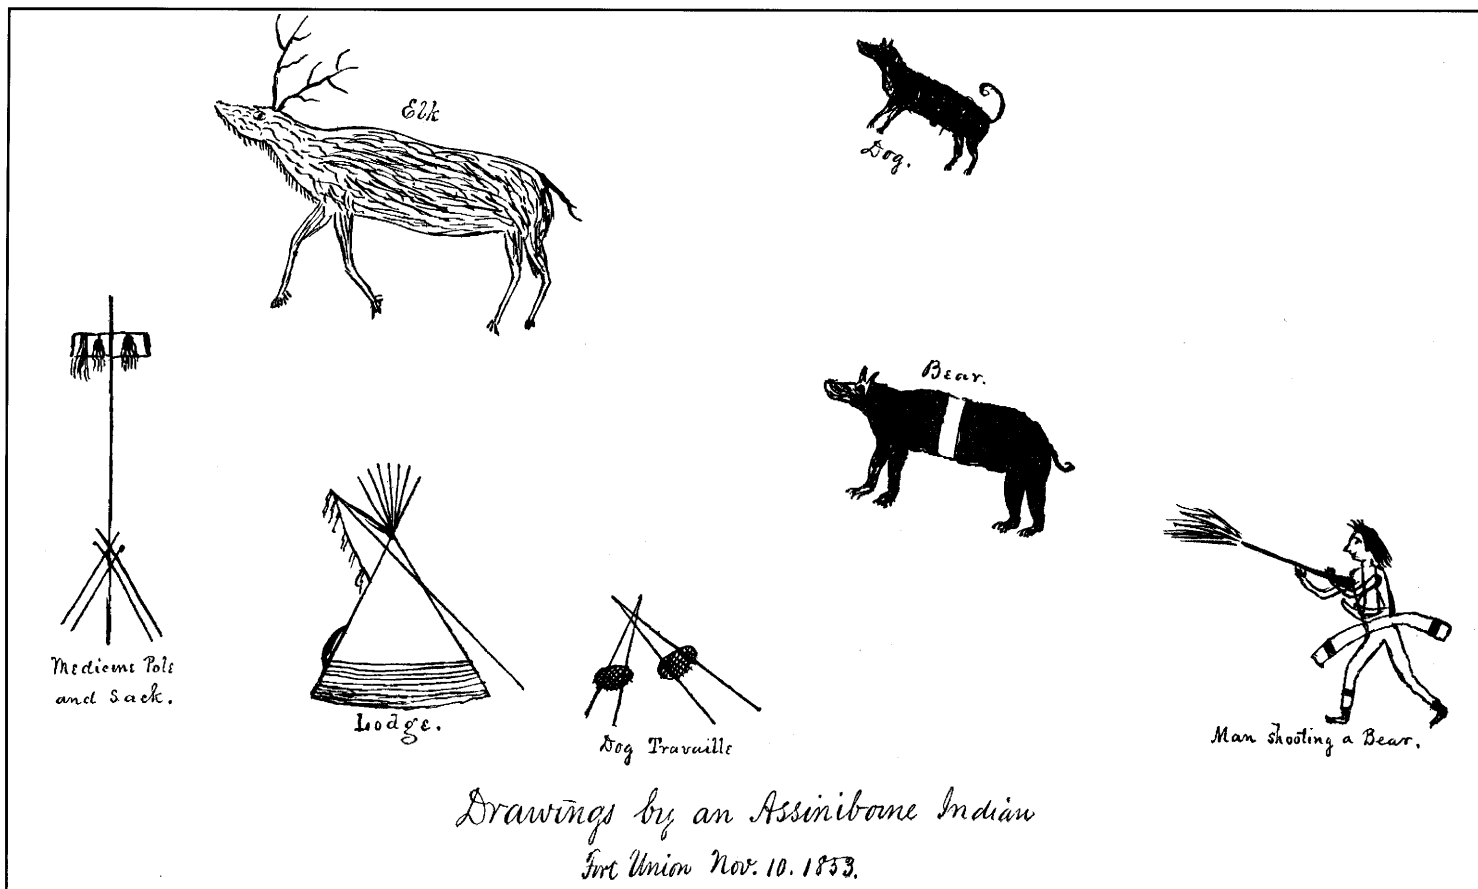 Elk
Dog.
Bear.
Medicine Pole
and Sack.
Lodge.
Dog Travaille
Man shooting a Bear.
Drawings by an Assiniboine Indian
Fort Union Nov. 10. 1853.